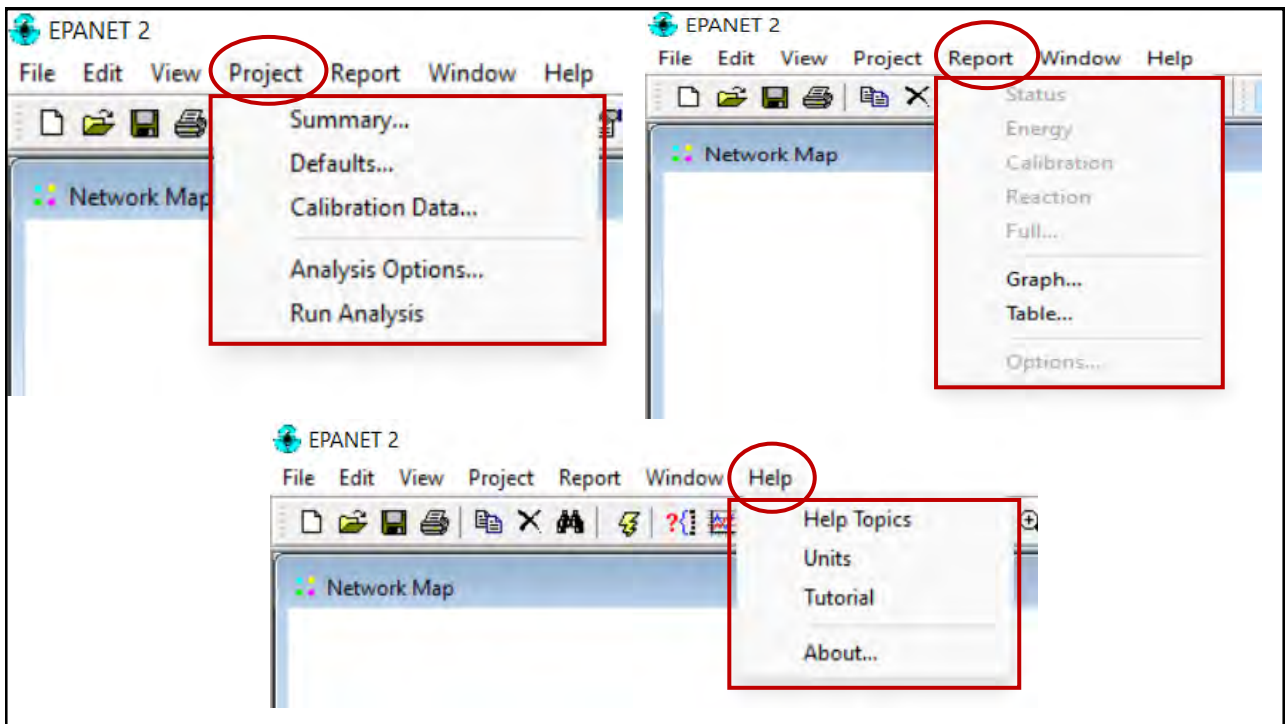 EPANET 2
File Edit View Project Report Window Help
Network Map
Summary...
Defaults...
Calibration Data...
Analysis Options...
Run Analysis
EPANET 2
File Edit View Project Report Window Help
Network Map
Status
Energy
Calibration
Reaction
Full...
Graph...
Table...
Options...
EPANET 2
File Edit View Project Report Window Help
Network Map
Help Topics
Units
Tutorial
About...